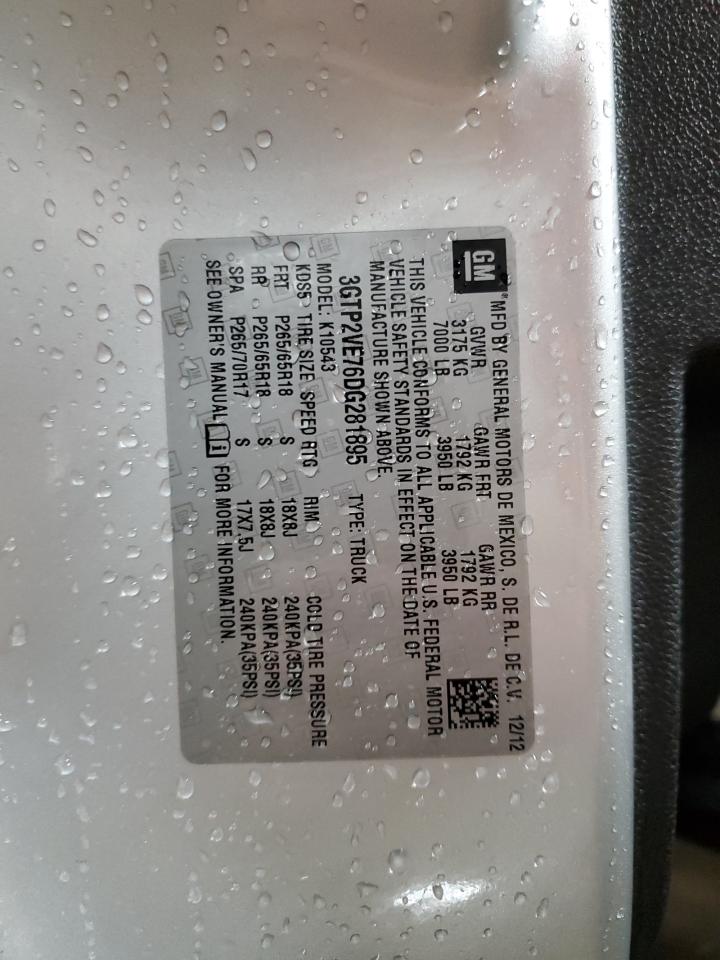 GM
® MFD BY GENERAL MOTORS DE MEXICO, S. DE R.L. DE C.V. 12/12
GVWR GAWR FRT GAWR RR
3175 KG 1792 KG 1792 KG
7000 LB 3950 LB 3950 LB
THIS VEHICLE CONFORMS TO ALL APPLICABLE U.S. FEDERAL MOTOR
VEHICLE SAFETY STANDARDS IN EFFECT ON THE DATE OF
MANUFACTURE SHOWN ABOVE.
3GTP2VE76DG281895 TYPE: TRUCK
MODEL: K10543
KDS5 TIRE SIZE SPEED RTG RIM COLD TIRE PRESSURE
FRT P265/65R18 S 18X8J 240KPA(35PSI)
RR P265/65R18 S 18X8J 240KPA(35PSI)
SPA P265/70R17 S 17X7.5J 240KPA(35PSI)
SEE OWNER'S MANUAL i FOR MORE INFORMATION.